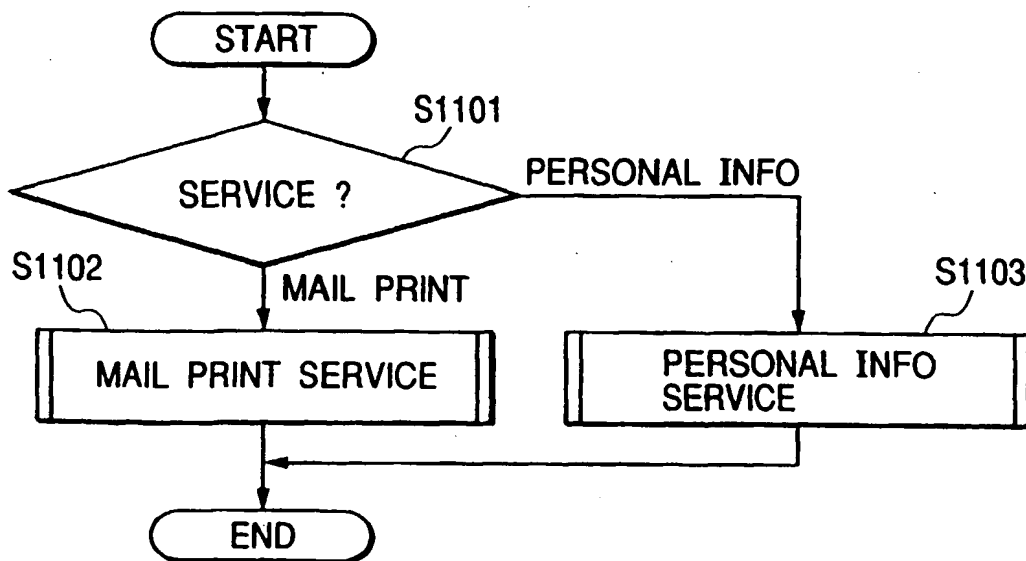 START
S1101
SERVICE ?
PERSONAL INFO
S1102
MAIL PRINT
S1103
MAIL PRINT SERVICE
PERSONAL INFO
SERVICE
END